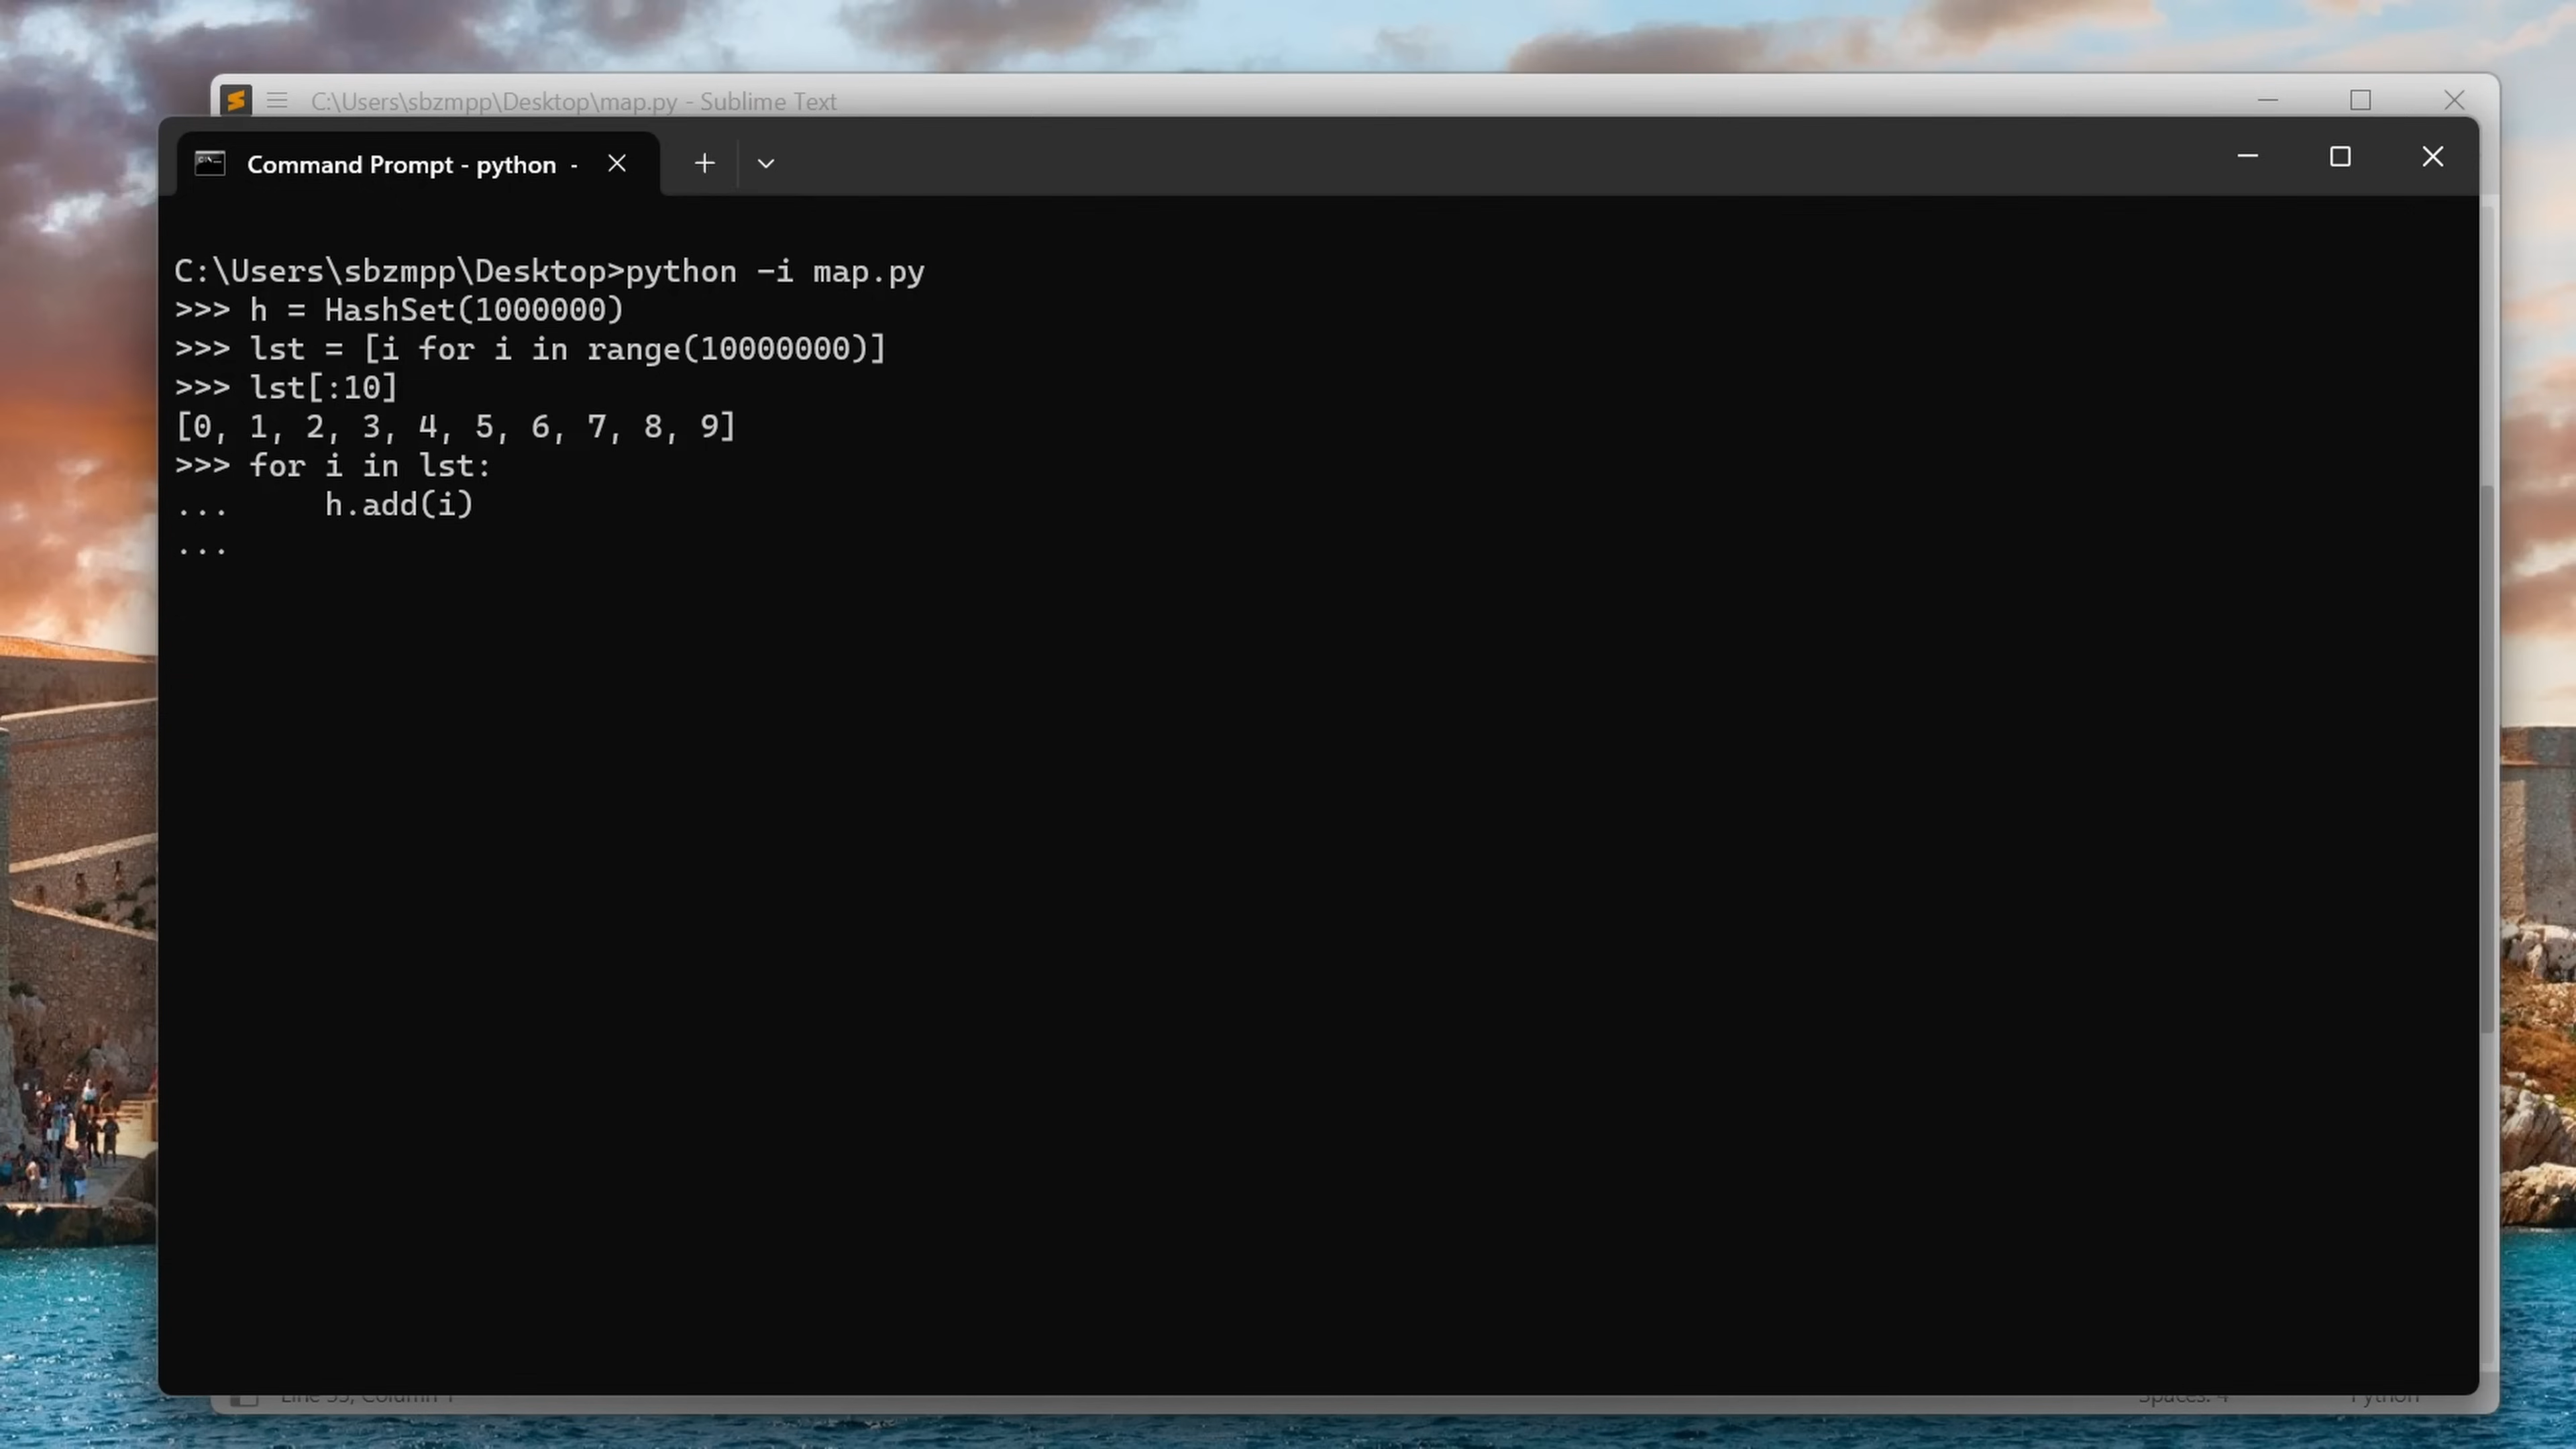 C:\Users\sbzmpp\Desktop\map.py - Sublime Text
Command Prompt - python -
C:\Users\sbzmpp\Desktop>python -i map.py
>>> h = HashSet(1000000)
>>> lst = [i for i in range(10000000)]
>>> lst[:10]
[0, 1, 2, 3, 4, 5, 6, 7, 8, 9]
>>> for i in lst:
...     h.add(i)
...